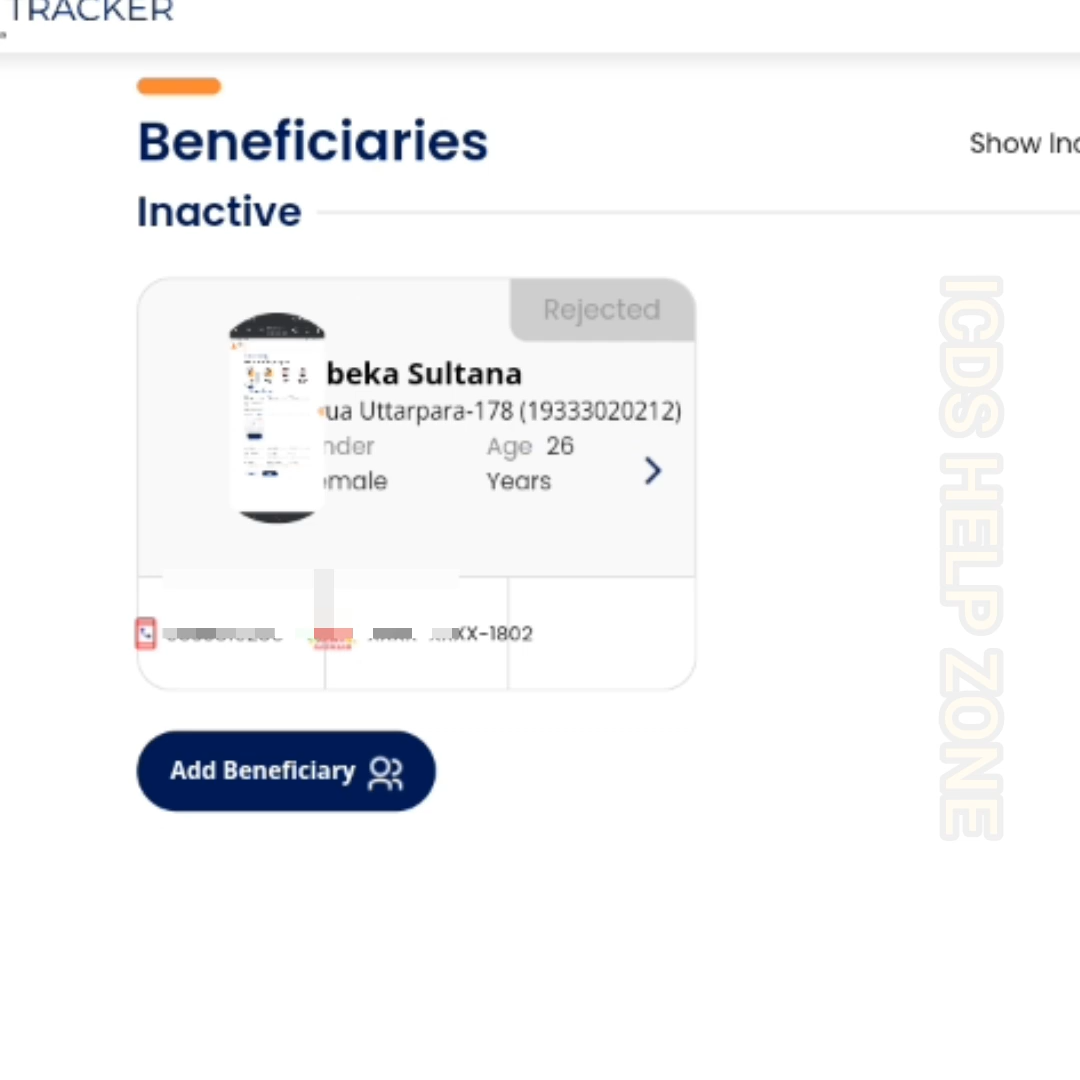 TRACKER
Beneficiaries
Show Inc
Inactive
Rejected
beka Sultana
ua Uttarpara-178 (19333020212)
nder
Age 26
male
Years
XX-1802
Add Beneficiary
ICDS HELP ZONE